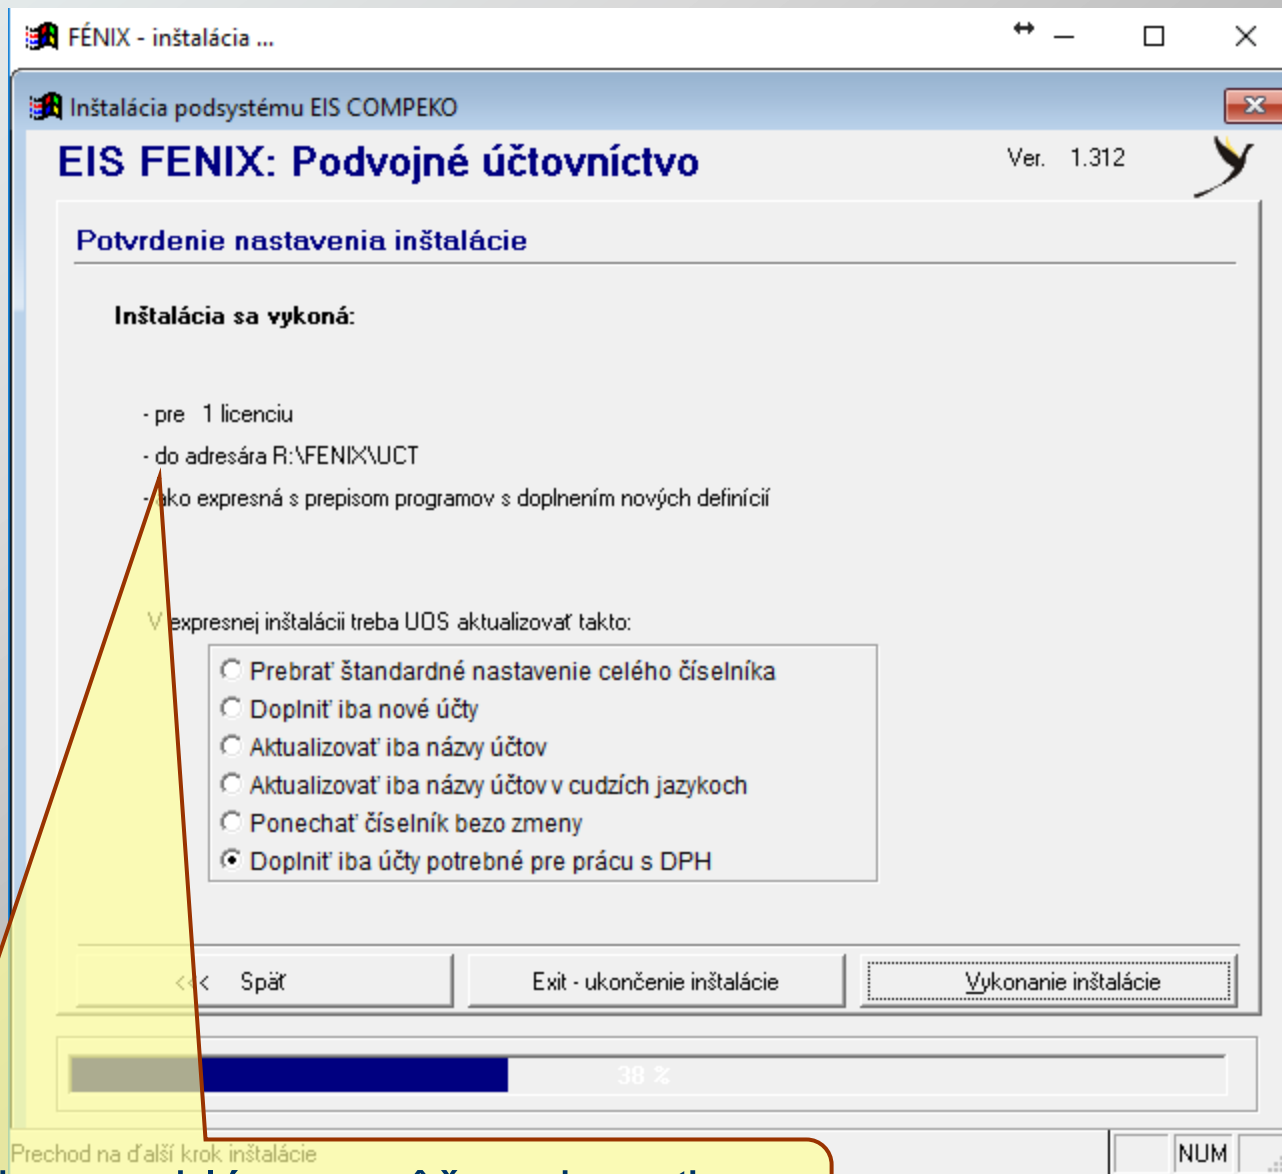 FÉNIX - inštalácia ...
Inštalácia podsystému EIS COMPEKO
EIS FENIX: Podvojné účtovníctvo
Ver. 1.312
Potvrdenie nastavenia inštalácie
Inštalácia sa vykoná:
- pre 1 licenciu
- do adresára R:\FENIX\UCT
- ako expresná s prepisom programov s doplnením nových definícií
V expresnej inštalácii treba UOS aktualizovať takto:
Prebrať štandardné nastavenie celého číselníka
Doplniť iba nové účty
Aktualizovať iba názvy účtov
Aktualizovať iba názvy účtov v cudzích jazykoch
Ponechať číselník bezo zmeny
Doplniť iba účty potrebné pre prácu s DPH
<<< Späť
Exit - ukončenie inštalácie
Vykonanie inštalácie
38 %
Prechod na ďalší krok inštalácie
NUM